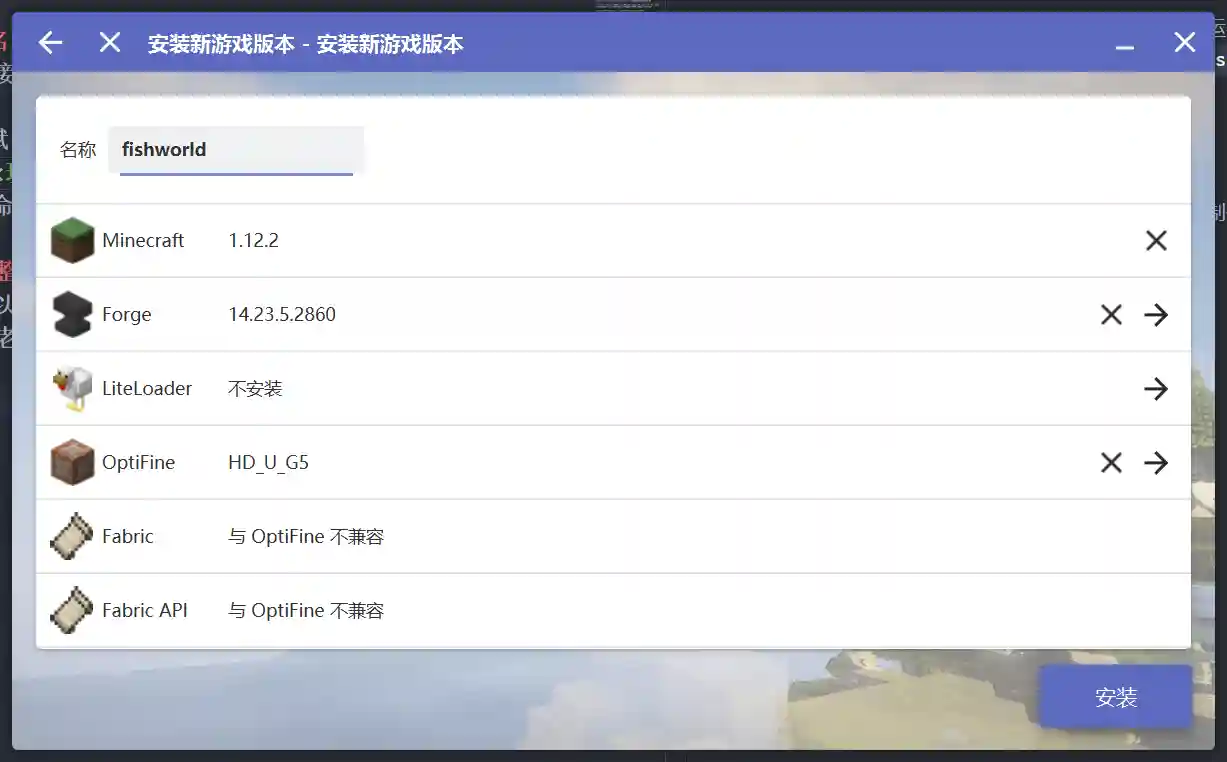 安装新游戏版本 - 安装新游戏版本
名称 fishworld
Minecraft 1.12.2
Forge 14.23.5.2860
LiteLoader 不安装
OptiFine HD_U_G5
Fabric 与 OptiFine 不兼容
Fabric API 与 OptiFine 不兼容
安装